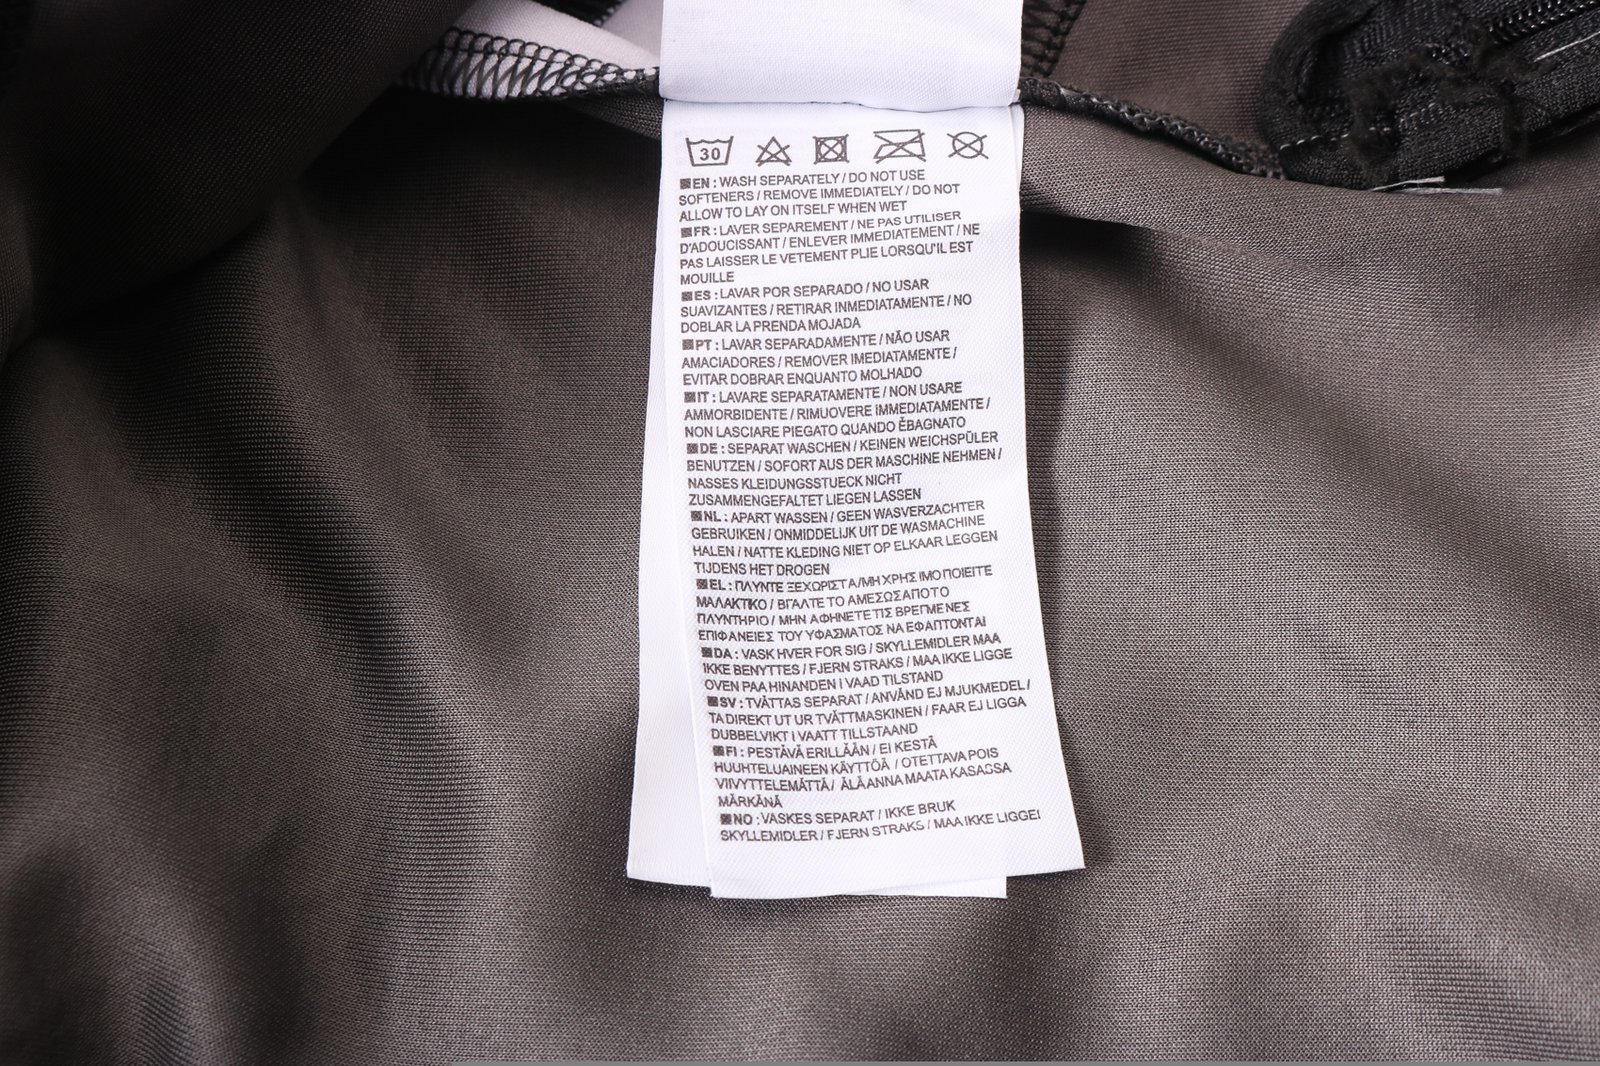 30
EN : WASH SEPARATELY / DO NOT USE
SOFTENERS / REMOVE IMMEDIATELY / DO NOT
ALLOW TO LAY ON ITSELF WHEN WET
FR : LAVER SEPAREMENT / NE PAS UTILISER
D'ADOUCISSANT / ENLEVER IMMEDIATEMENT / NE
PAS LAISSER LE VETEMENT PLIE LORSQU'IL EST
MOUILLE
ES : LAVAR POR SEPARADO / NO USAR
SUAVIZANTES / RETIRAR INMEDIATAMENTE / NO
DOBLAR LA PRENDA MOJADA
PT : LAVAR SEPARADAMENTE / NÃO USAR
AMACIADORES / REMOVER IMEDIATAMENTE /
EVITAR DOBRAR ENQUANTO MOLHADO
IT : LAVARE SEPARATAMENTE / NON USARE
AMMORBIDENTE / RIMUOVERE IMMEDIATAMENTE /
NON LASCIARE PIEGATO QUANDO ĔBAGNATO
DE : SEPARAT WASCHEN / KEINEN WEICHSPÜLER
BENUTZEN / SOFORT AUS DER MASCHINE NEHMEN /
NASSES KLEIDUNGSSTUECK NICHT
ZUSAMMENGEFALTET LIEGEN LASSEN
NL : APART WASSEN / GEEN WASVERZACHTER
GEBRUIKEN / ONMIDDELIJK UIT DE WASMACHINE
HALEN / NATTE KLEDING NIET OP ELKAAR LEGGEN
TIJDENS HET DROGEN
EL : ΠΛΥΝΤΕ ΞΕΧΩΡΙΣΤΑ/ΜΗ ΧΡΗΣΙΜΟΠΟΙΕΙΤΕ
ΜΑΛΑΚΤΙΚΟ / ΒΓΑΛΤΕ ΤΟ ΑΜΕΣΩΣ ΑΠΟ ΤΟ
ΠΛΥΝΤΗΡΙΟ / ΜΗΝ ΑΦΗΝΕΤΕ ΤΙΣ ΒΡΕΓΜΕΝΕΣ
ΕΠΙΦΑΝΕΙΕΣ ΤΟΥ ΥΦΑΣΜΑΤΟΣ ΝΑ ΕΦΑΠΤΟΝΤΑΙ
DA : VASK HVER FOR SIG / SKYLLEMIDLER MAA
IKKE BENYTTES / FJERN STRAKS / MAA IKKE LIGGE
OVEN PAA HINANDEN I VAAD TILSTAND
SV : TVÄTTAS SEPARAT / ANVÄND EJ MJUKMEDEL /
TA DIREKT UT UR TVÄTTMASKINEN / FAAR EJ LIGGA
DUBBELVIKT I VAATT TILLSTAAND
FI : PESTÄVÄ ERILLÄÄN / EI KESTÄ
HUUHTELUAINEEN KÄYTTÖÄ / OTETTAVA POIS
VIIVYTTELEMÄTTÄ / ÄLÄ ANNA MAATA KASASSA
MÄRKÄNÄ
NO : VASKES SEPARAT / IKKE BRUK
SKYLLEMIDLER / FJERN STRAKS / MAA IKKE LIGGEI